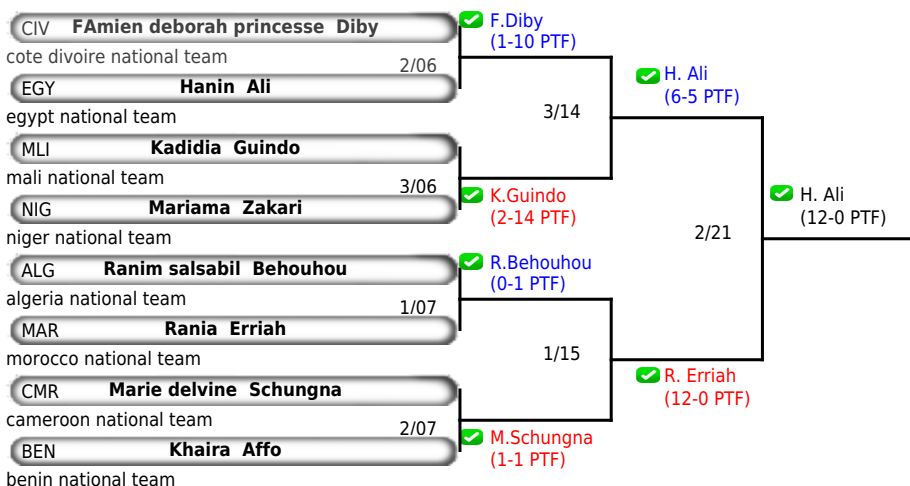 CIV FAmien deborah princesse Diby
cote divoire national team
2/06
EGY Hanin Ali
egypt national team
MLI Kadidia Guindo
mali national team
3/06
NIG Mariama Zakari
niger national team
ALG Ranim salsabil Behouhou
algeria national team
1/07
MAR Rania Erriah
morocco national team
CMR Marie delvine Schungna
cameroon national team
2/07
BEN Khaira Affo
benin national team
F.Diby
(1-10 PTF)
3/14
K.Guindo
(2-14 PTF)
R.Behouhou
(0-1 PTF)
1/15
M.Schungna
(1-1 PTF)
H. Ali
(6-5 PTF)
2/21
R. Erriah
(12-0 PTF)
H. Ali
(12-0 PTF)